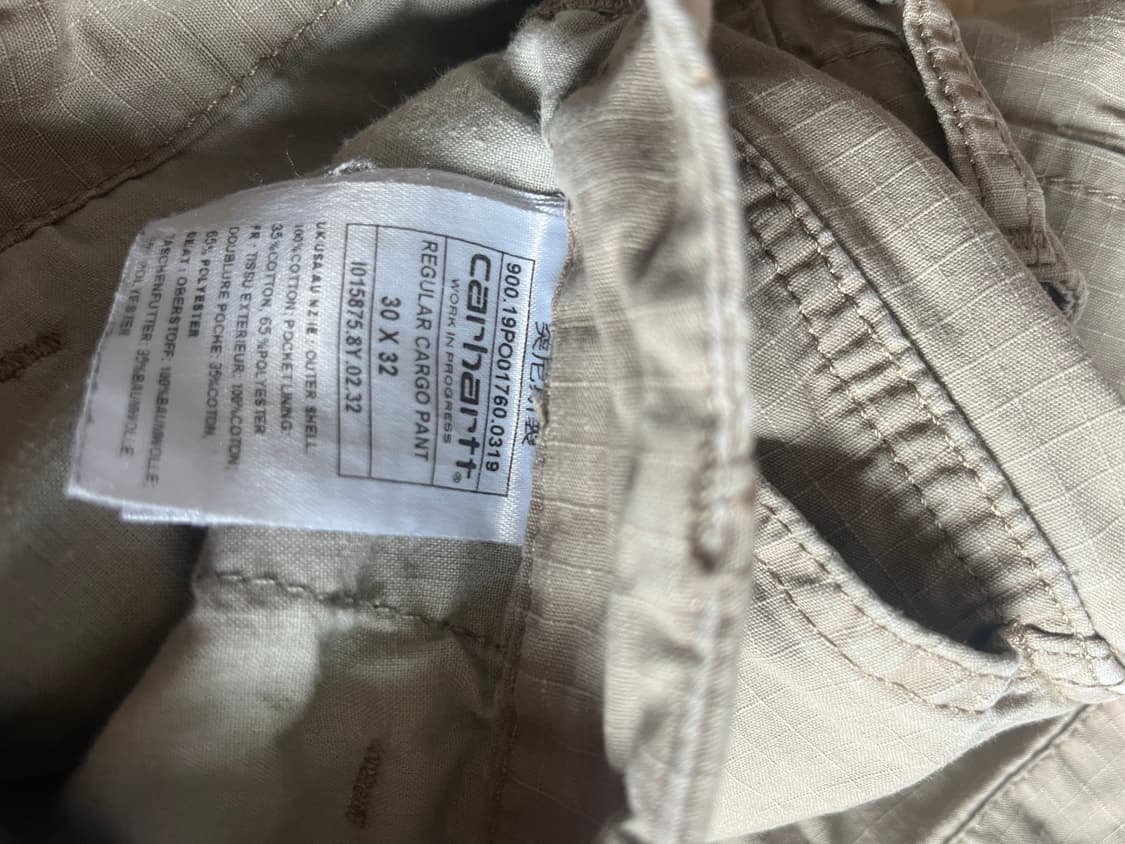 900.19PO01760.0319
carhartt®
WORK IN PROGRESS
REGULAR CARGO PANT
30 X 32
I015875.8Y.02.32
UK USA AU NZ IE : OUTER SHELL
100%COTTON; POCKET LINING:
35%COTTON, 65%POLYESTER
FR : TISSU EXTERIEUR: 100%COTON;
DOUBLURE POCHE: 35%COTON,
65% POLYESTER
DE/AT : OBERSTOFF: 100%BAUMWOLLE;
TASCHENFUTTER: 35%BAUMWOLLE,
POLYESTER